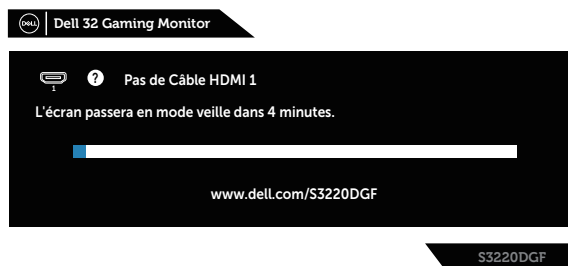 DELL Dell 32 Gaming Monitor
1 ? Pas de Câble HDMI 1
L'écran passera en mode veille dans 4 minutes.
www.dell.com/S3220DGF
S3220DGF